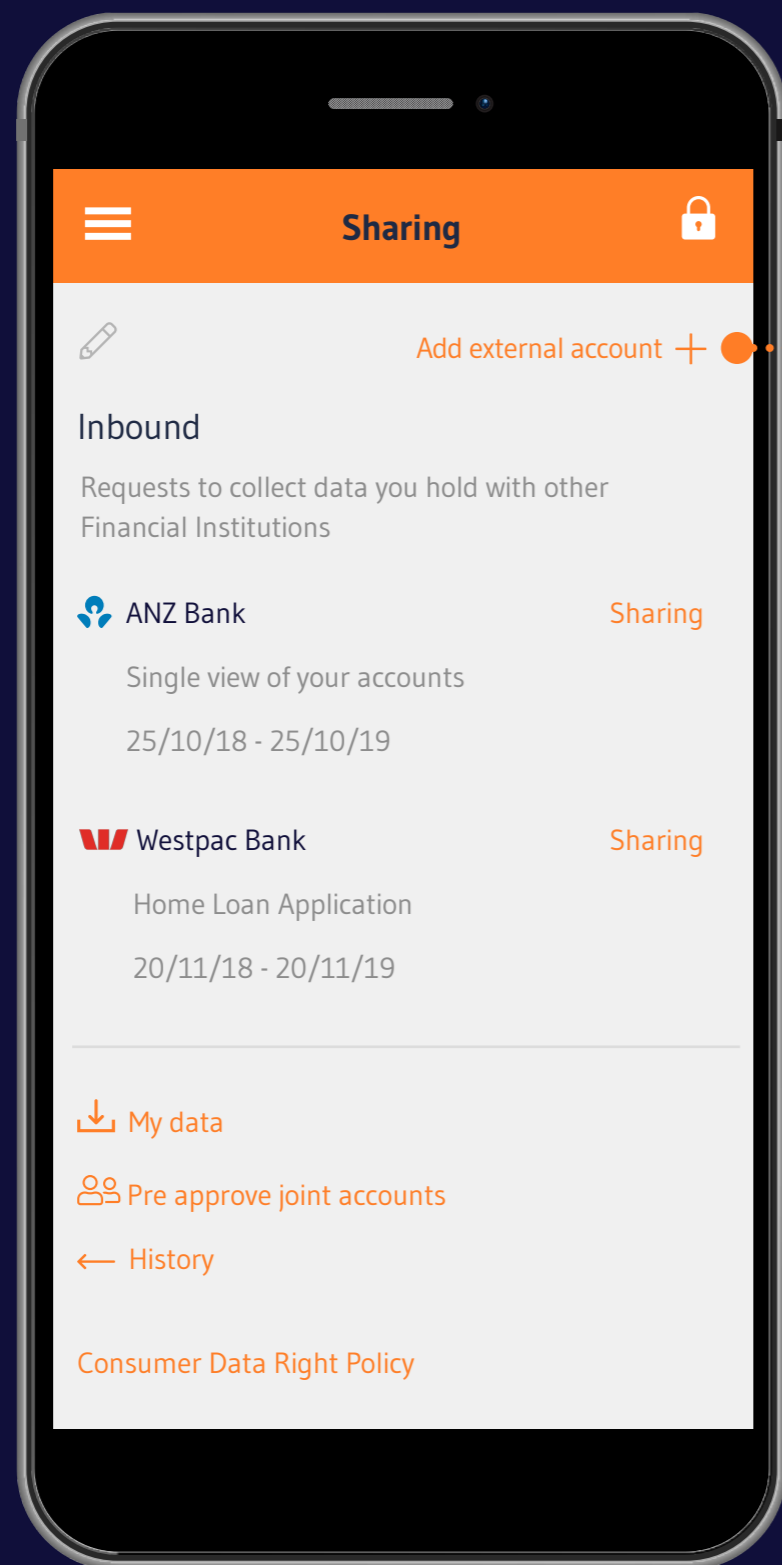 Sharing
Add external account
Inbound
Requests to collect data you hold with other
Financial Institutions
ANZ Bank
Sharing
Single view of your accounts
25/10/18 - 25/10/19
Westpac Bank
Sharing
Home Loan Application
20/11/18 - 20/11/19
My data
Pre approve joint accounts
History
Consumer Data Right Policy